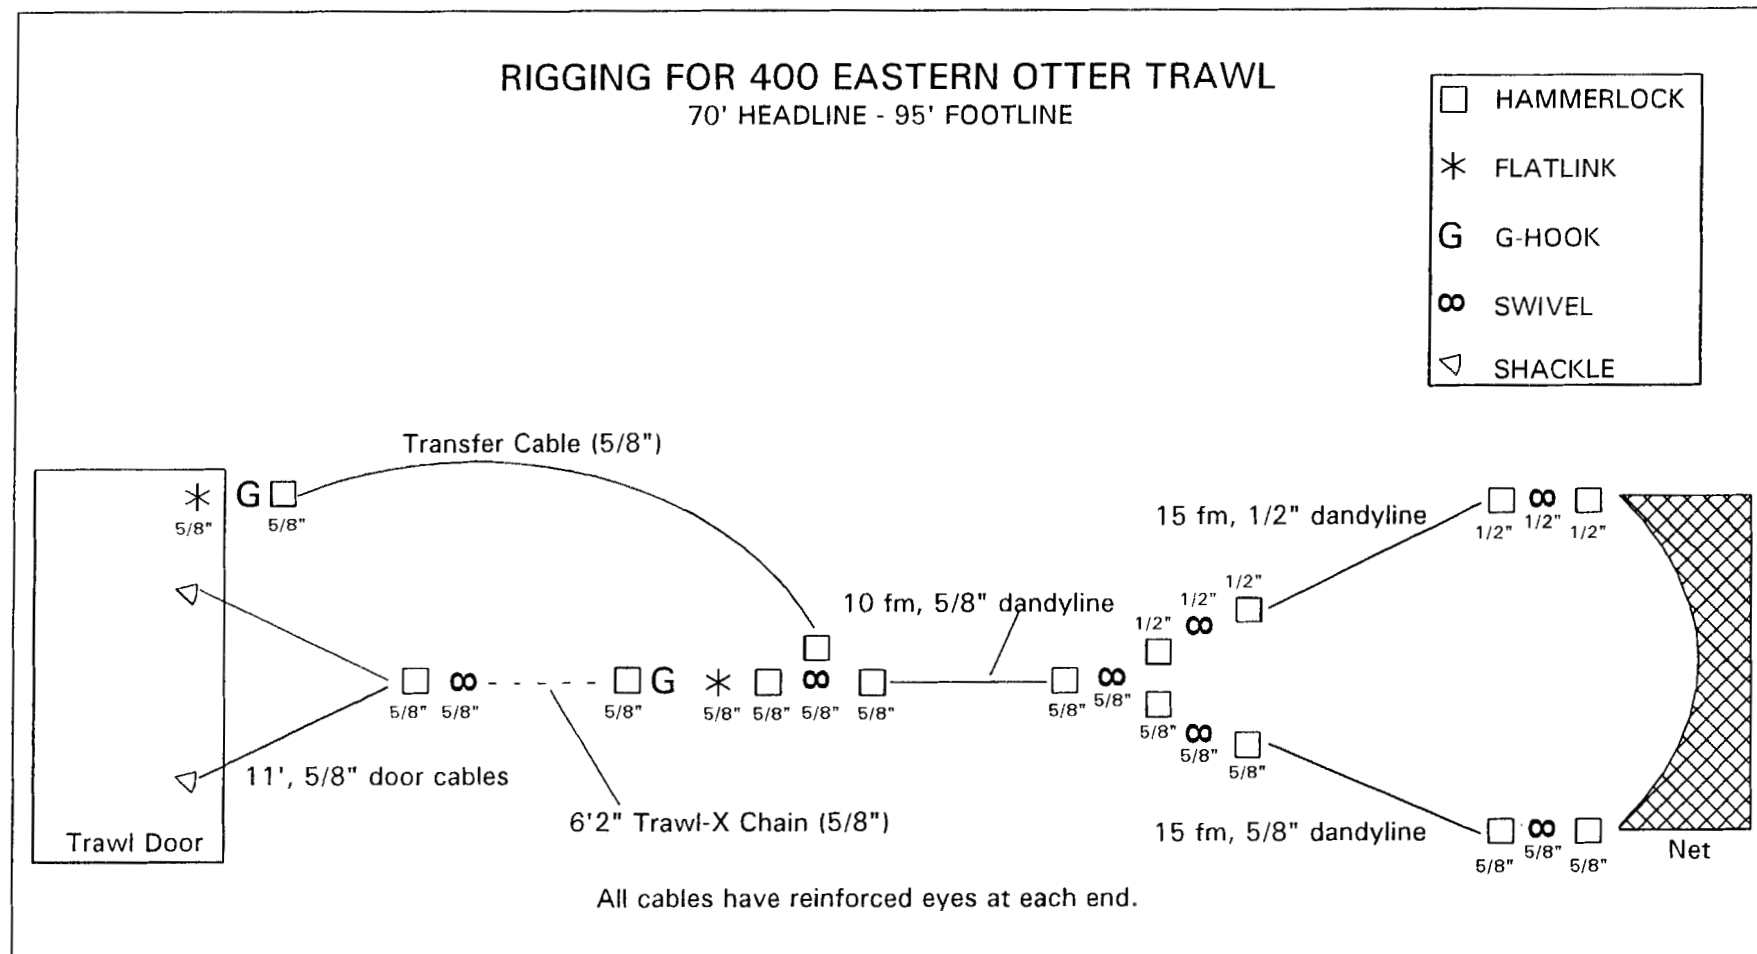 RIGGING FOR 400 EASTERN OTTER TRAWL
70' HEADLINE - 95' FOOTLINE
HAMMERLOCK
FLATLINK
G G-HOOK
SWIVEL
SHACKLE
Transfer Cable (5/8")
G
5/8" 5/8"
15 fm, 1/2" dandyline
1/2" 1/2" 1/2"
10 fm, 5/8" dandyline
1/2" 1/2" 1/2"
G
5/8" 5/8" 5/8" 5/8" 5/8" 5/8" 5/8" 5/8" 5/8"
5/8" 5/8" 5/8"
11', 5/8" door cables
6'2" Trawl-X Chain (5/8")
15 fm, 5/8" dandyline
5/8" 5/8" 5/8"
Trawl Door
Net
All cables have reinforced eyes at each end.